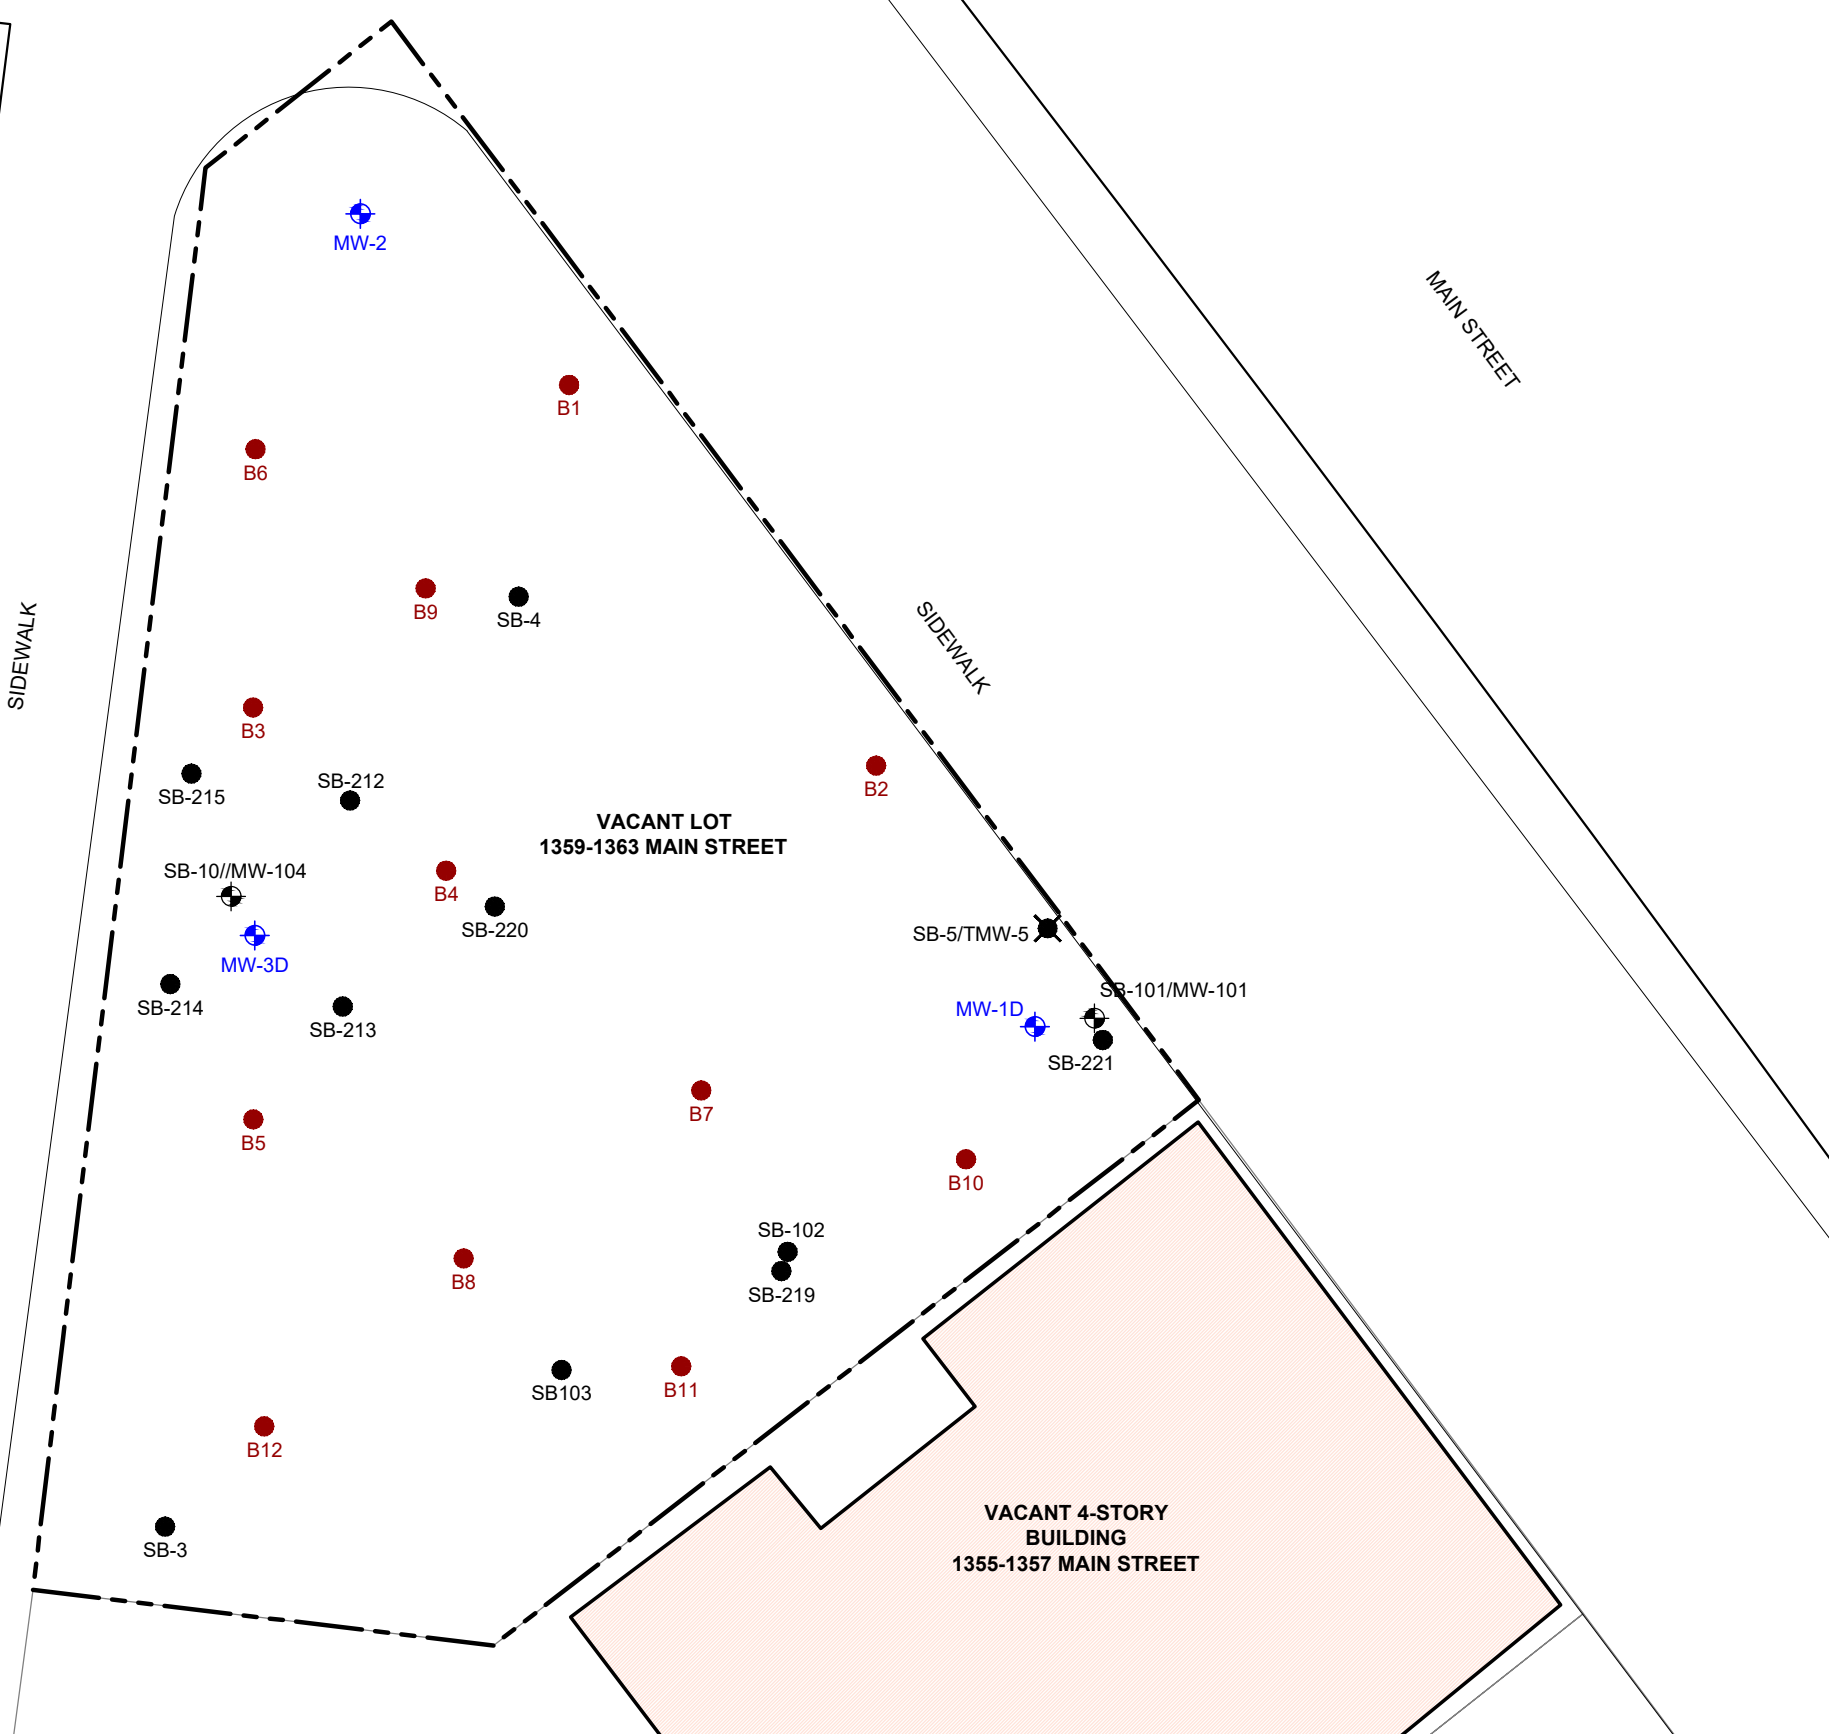 MW-2
MAIN STREET
B1
B6
B9
SB-4
SIDEWALK
SIDEWALK
B3
B2
SB-215
SB-212
VACANT LOT
1359-1363 MAIN STREET
SB-10//MW-104
B4
SB-220
SB-5/TMW-5
MW-3D
SB-214
SB-213
SB-101/MW-101
MW-1D
SB-221
B7
B5
B10
SB-102
B8
SB-219
SB103
B11
B12
VACANT 4-STORY
BUILDING
1355-1357 MAIN STREET
SB-3